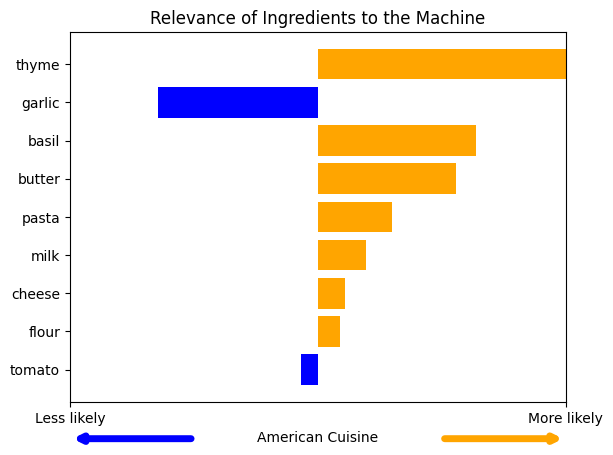 Relevance of Ingredients to the Machine
thyme
garlic
basil
butter
pasta
milk
cheese
flour
tomato
Less likely
More likely
American Cuisine